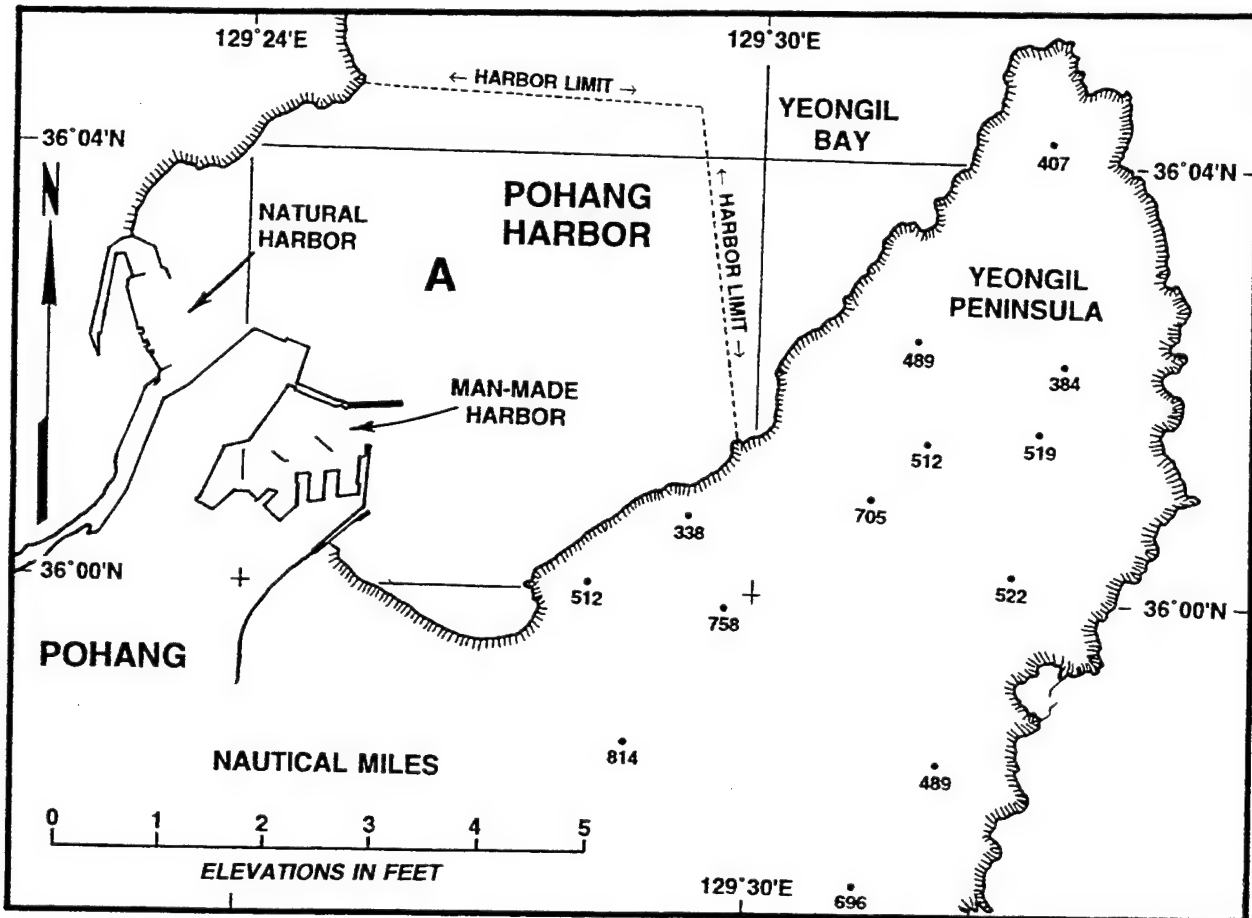 129°24'E
129°30'E
← HARBOR LIMIT →
YEONGIL
BAY
36°04'N
407
36°04'N
N
POHANG
HARBOR
NATURAL
HARBOR
← HARBOR LIMIT →
A
YEONGIL
PENINSULA
489
384
MAN-MADE
HARBOR
512
519
705
338
36°00'N
512
758
522
36°00'N
POHANG
814
489
NAUTICAL MILES
0 1 2 3 4 5
ELEVATIONS IN FEET
129°30'E
696